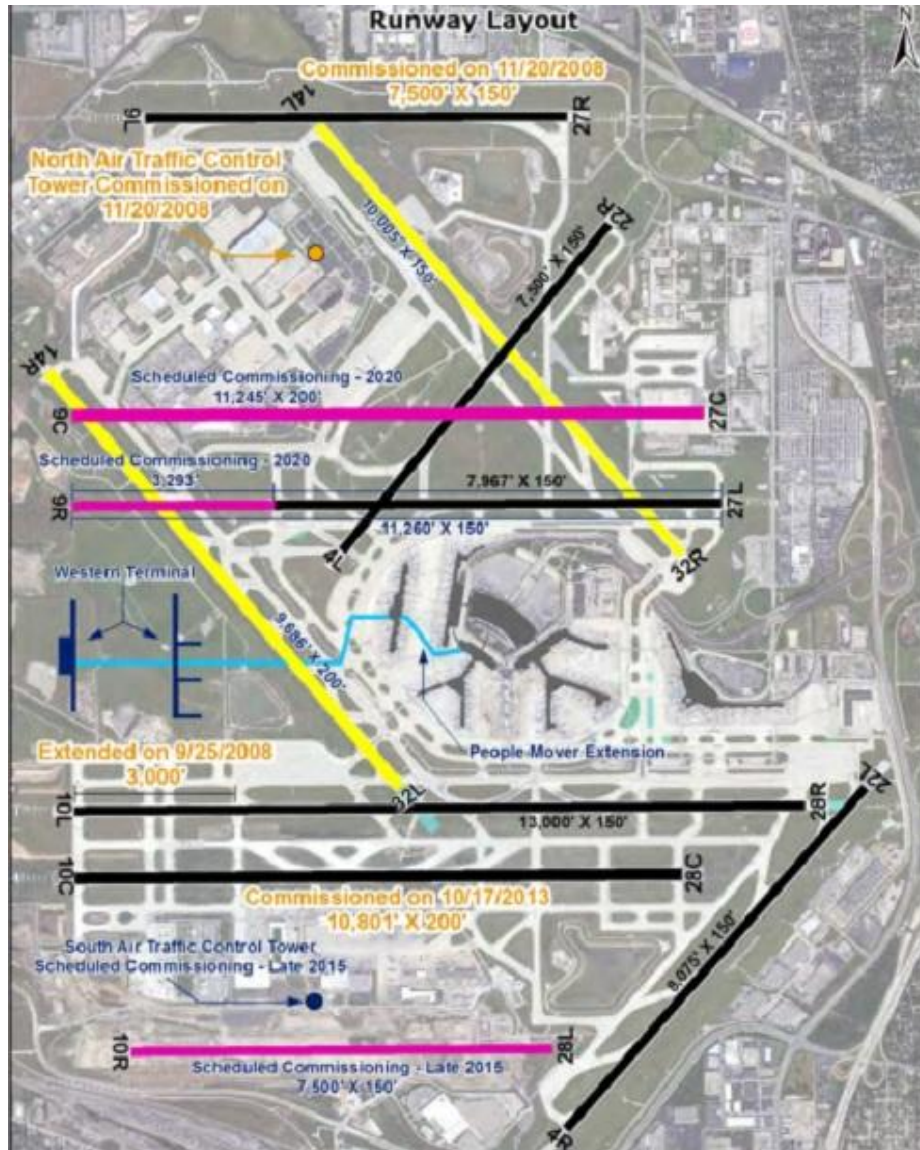 Runway Layout
N
Commissioned on 11/20/2008
7,500' X 150'
9L
14L
27R
North Air Traffic Control
Tower Commissioned on
11/20/2008
10,005' X 150'
22R
7,500' X 150'
14R
Scheduled Commissioning - 2020
11,245' X 200'
9C
27C
Scheduled Commissioning - 2020
3,293'
7,967' X 150'
9R
27L
11,260' X 150'
4L
32R
Western Terminal
9,686' X 200'
People Mover Extension
Extended on 9/25/2008
3,000'
22L
32L
10L
28R
13,000' X 150'
10C
28C
Commissioned on 10/17/2013
10,801' X 200'
South Air Traffic Control Tower
Scheduled Commissioning - Late 2015
8,075' X 150'
10R
28L
Scheduled Commissioning - Late 2015
7,500' X 150'
4R